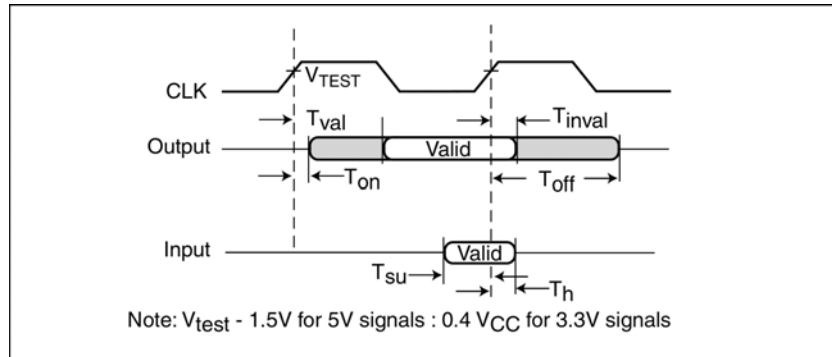 VTEST
CLK
Tval
Tinval
Output
Valid
Ton
Toff
Input
Valid
Tsu
Th
Note: Vtest - 1.5V for 5V signals : 0.4 VCC for 3.3V signals